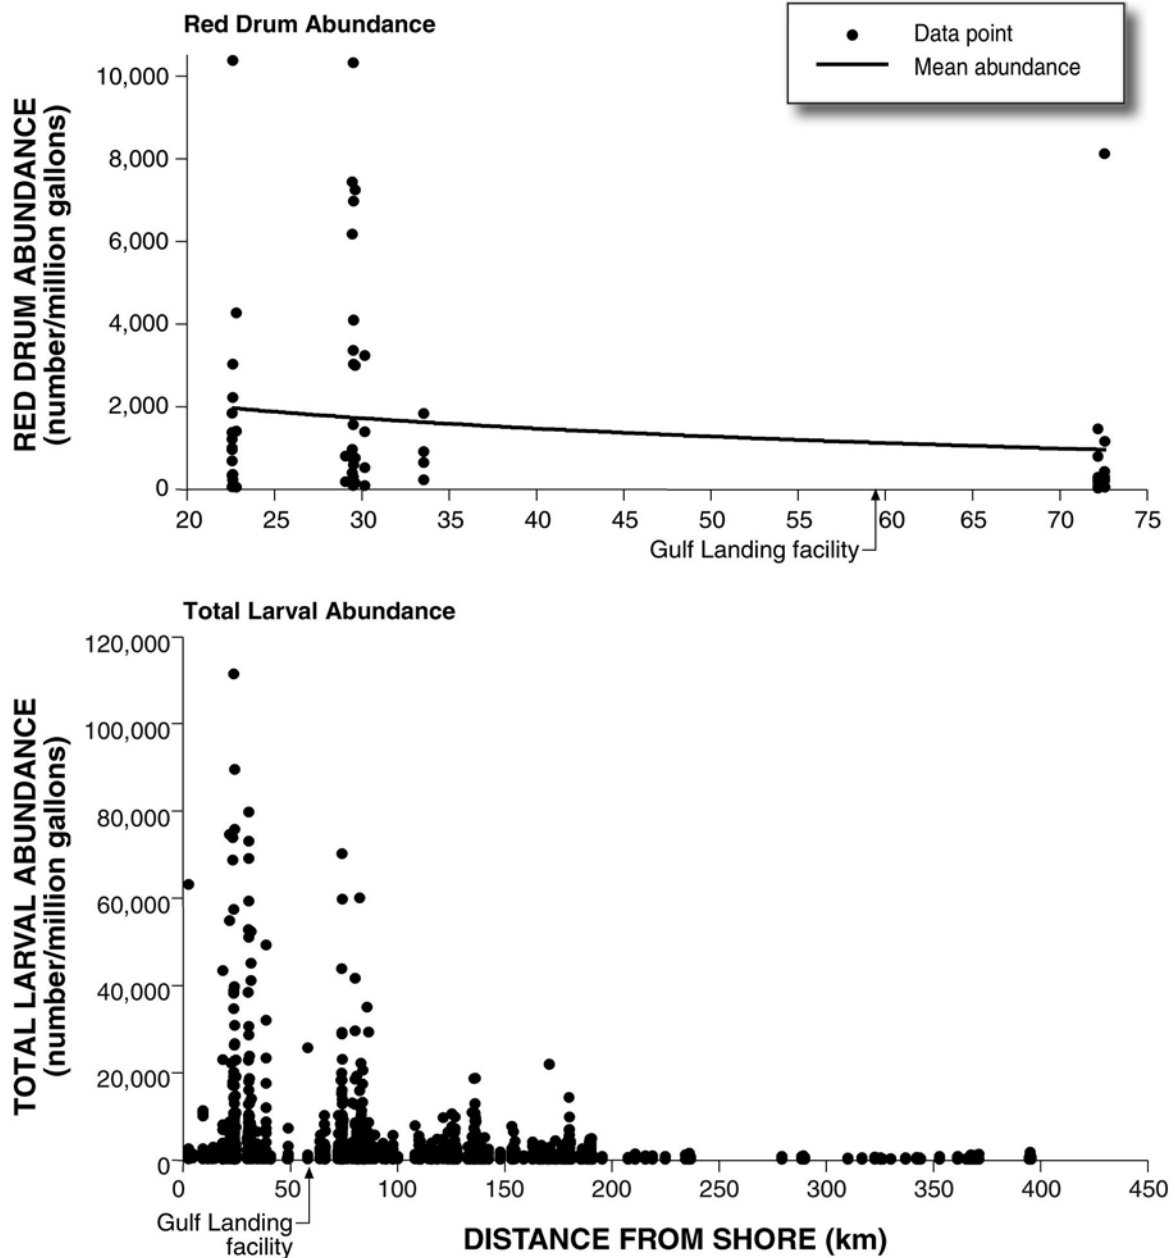 Red Drum Abundance
Data point
Mean abundance
RED DRUM ABUNDANCE
(number/million gallons)
10,000
8,000
6,000
4,000
2,000
0
20 25 30 35 40 45 50 55 60 65 70 75
Gulf Landing facility
Total Larval Abundance
TOTAL LARVAL ABUNDANCE
(number/million gallons)
120,000
100,000
80,000
60,000
40,000
20,000
0
0 50 100 150 200 250 300 350 400 450
Gulf Landing
facility
DISTANCE FROM SHORE (km)